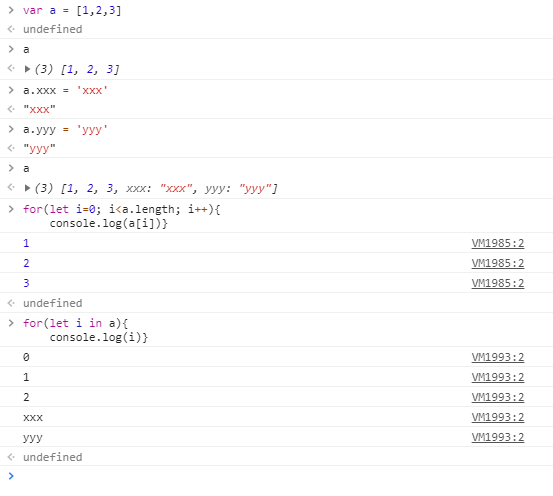 > var a = [1,2,3]
undefined
> a
(3) [1, 2, 3]
> a.xxx = 'xxx'
"xxx"
> a.yyy = 'yyy'
"yyy"
> a
(3) [1, 2, 3, xxx: "xxx", yyy: "yyy"]
> for(let i=0; i<a.length; i++){
console.log(a[i])}
1 VM1985:2
2 VM1985:2
3 VM1985:2
undefined
> for(let i in a){
console.log(i)}
0 VM1993:2
1 VM1993:2
2 VM1993:2
xxx VM1993:2
yyy VM1993:2
undefined
>